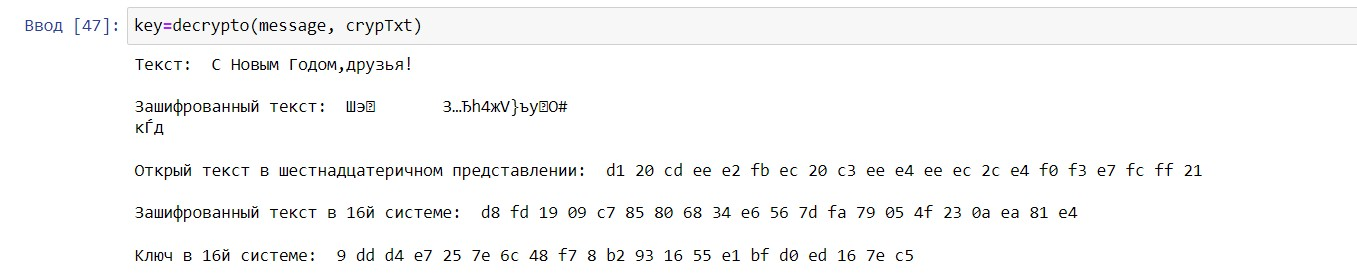 Ввод [47]: key=decrypto(message, crypTxt)
Текст:  С Новым Годом,друзья!
Зашифрованный текст:  Шэ	З…Ђh4жV}ъyO#
кЃд
Открый текст в шестнадцатеричном представлении:  d1 20 cd ee e2 fb ec 20 c3 ee e4 ee ec 2c e4 f0 f3 e7 fc ff 21
Зашифрованный текст в 16й системе:  d8 fd 19 09 c7 85 80 68 34 e6 56 7d fa 79 05 4f 23 0a ea 81 e4
Ключ в 16й системе:  9 dd d4 e7 25 7e 6c 48 f7 8 b2 93 16 55 e1 bf d0 ed 16 7e c5